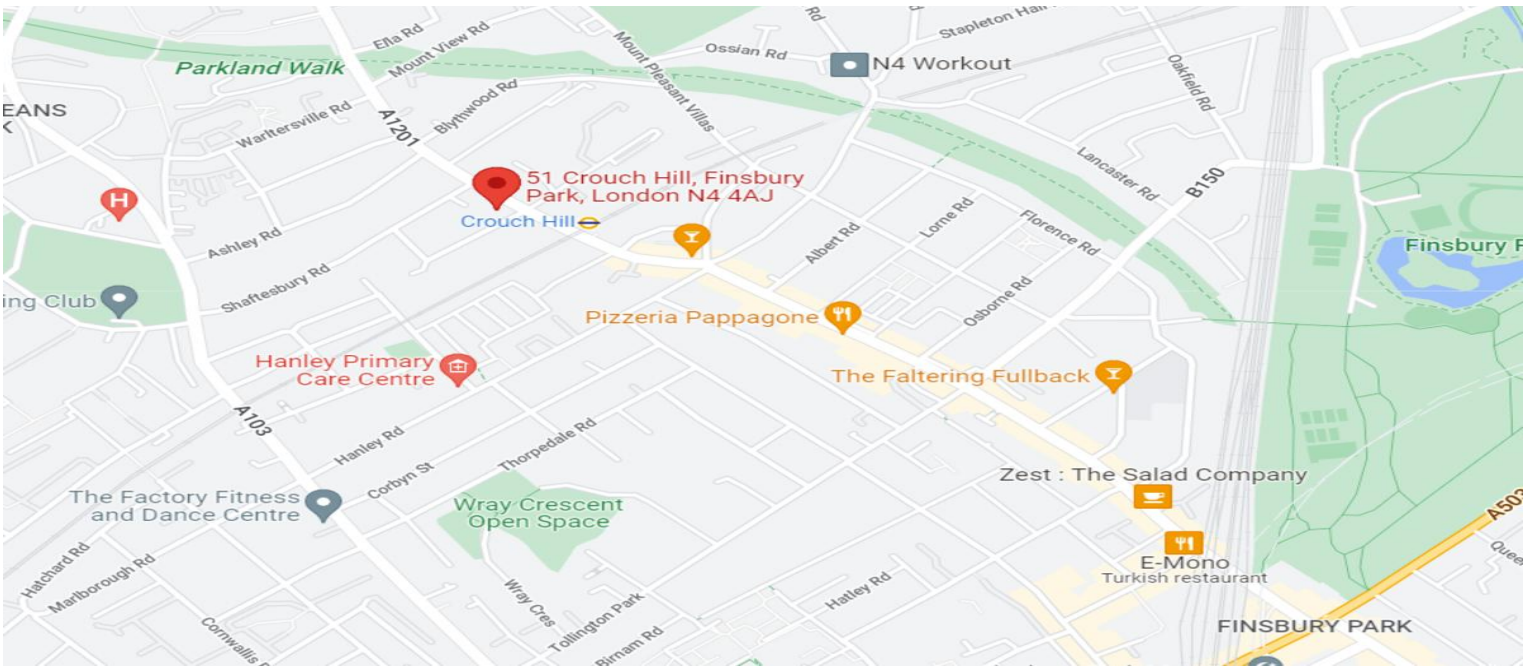 Rd
Stapleton Hall
Efla Rd
Mount View Rd
Ossian Rd
Mount Pleasant Villas
N4 Workout
Oakfield Rd
Parkland Walk
Blythwood Rd
EANS
K
Warltersville Rd
A1201
Lancaster Rd
51 Crouch Hill, Finsbury
Park, London N4 4AJ
B150
H
Crouch Hill
Lorne Rd
Florence Rd
Ashley Rd
Albert Rd
Finsbury P
Shaftesbury Rd
ing Club
Osborne Rd
Pizzeria Pappagone
Hanley Primary
Care Centre
The Faltering Fullback
A103
Hanley Rd
Thorpedale Rd
Corbyn St
Zest : The Salad Company
The Factory Fitness
and Dance Centre
Wray Crescent
Open Space
A503
Hatchard Rd
Marlborough Rd
E-Mono
Turkish restaurant
Quee
Wray Cres
Hatley Rd
Cornwallis
Tollington Park
Birnam Rd
FINSBURY PARK